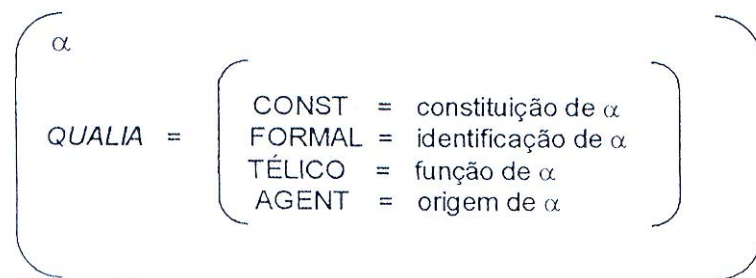 α
CONST = constituição de α
QUALIA = FORMAL = identificação de α
TÉLICO = função de α
AGENT = origem de α